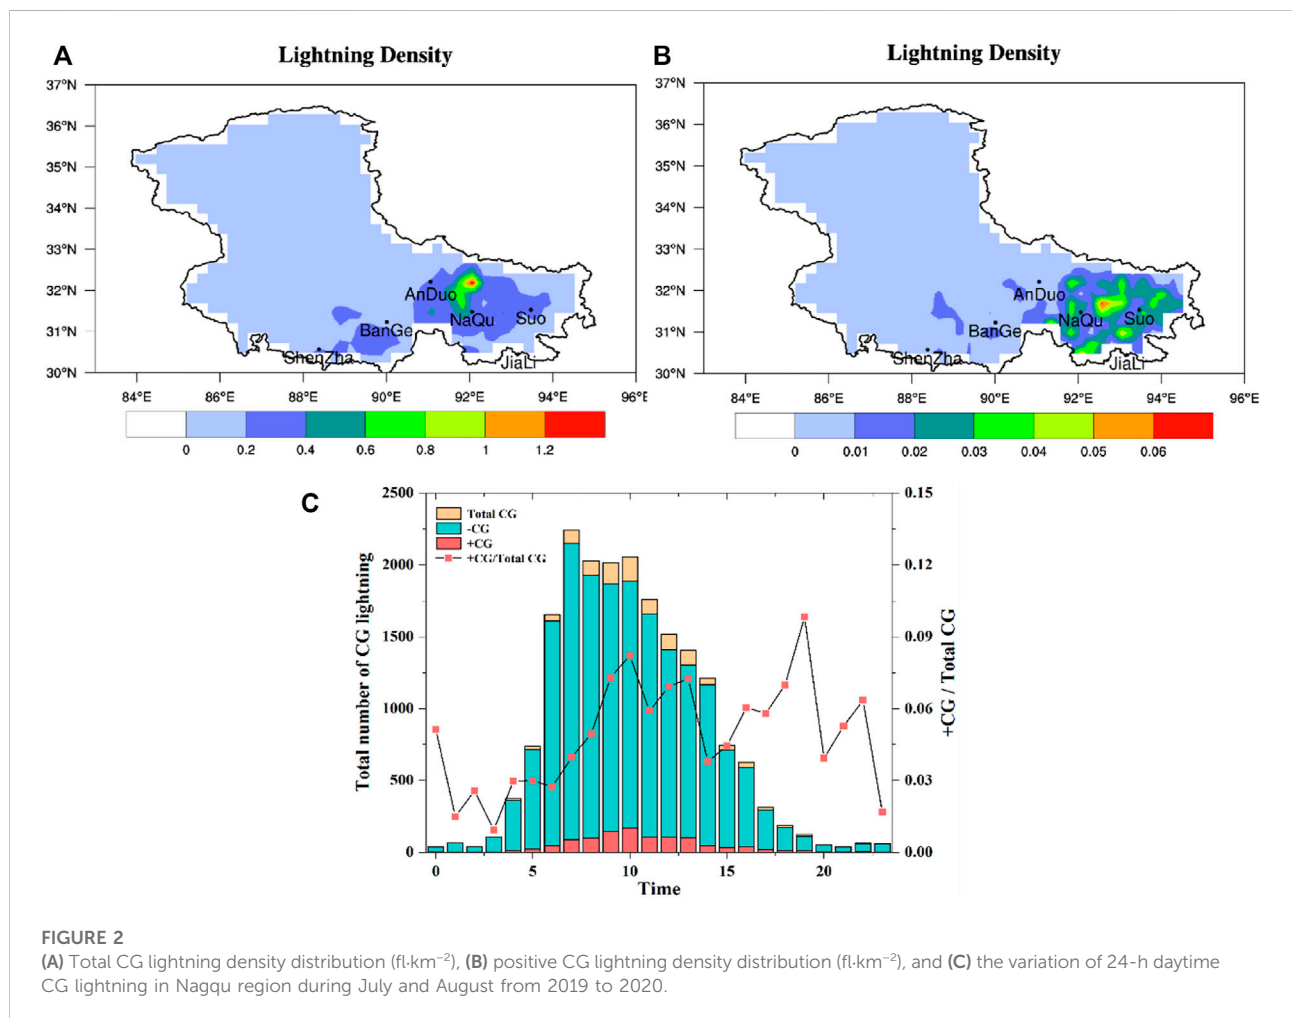 A
Lightning Density
37°N
36°N
35°N
34°N
33°N
32°N
31°N
30°N
AnDuo
NaQu
Suo
BanGe
ShenZha
JiaLi
84°E 86°E 88°E 90°E 92°E 94°E 96°E
0 0.2 0.4 0.6 0.8 1 1.2
B
Lightning Density
37°N
36°N
35°N
34°N
33°N
32°N
31°N
30°N
AnDuo
NaQu
Suo
BanGe
ShenZha
JiaLi
84°E 86°E 88°E 90°E 92°E 94°E 96°E
0 0.01 0.02 0.03 0.04 0.05 0.06
C
Total number of CG lightning
2500
2000
1500
1000
500
0
Total CG
-CG
+CG
+CG/Total CG
0.15
0.12
0.09
0.06
0.03
0.00
+CG / Total CG
0 5 10 15 20
Time
FIGURE 2
(A) Total CG lightning density distribution (fl·km⁻²), (B) positive CG lightning density distribution (fl·km⁻²), and (C) the variation of 24-h daytime
CG lightning in Nagqu region during July and August from 2019 to 2020.